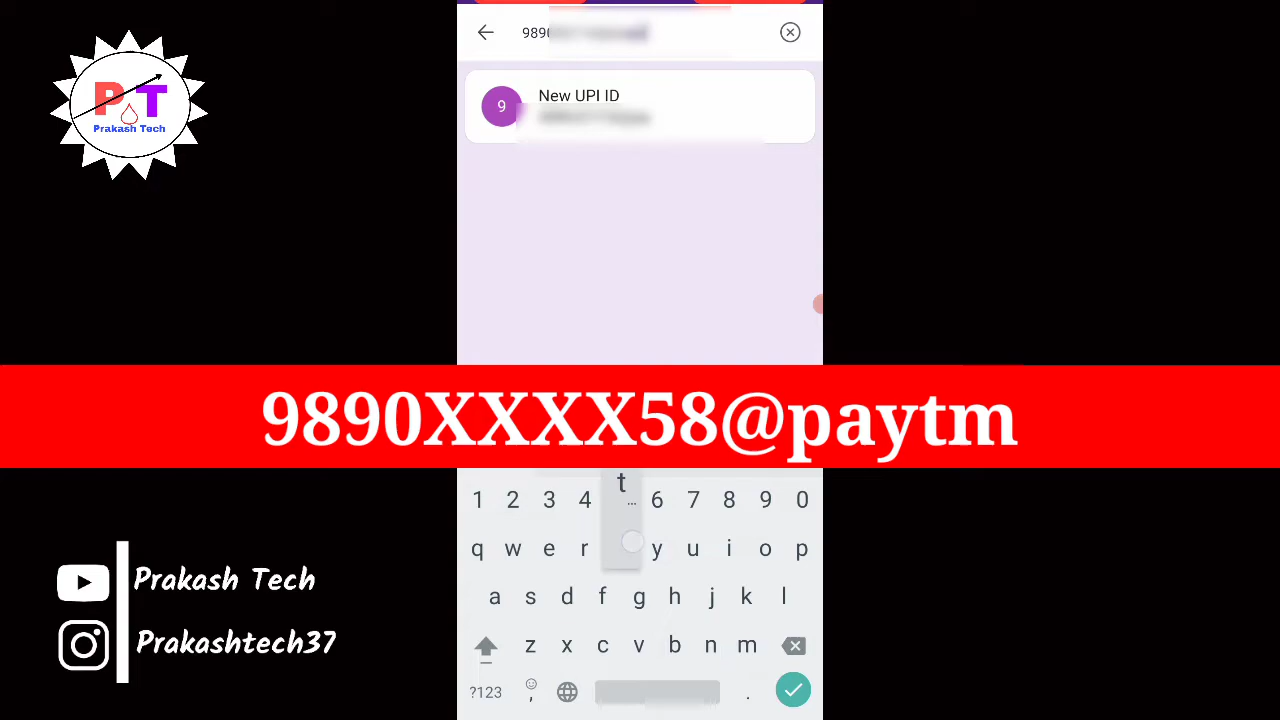 P T
Prakash Tech
9890
9
New UPI ID
9890XXXX58@paytm
t
...
1 2 3 4 6 7 8 9 0
q w e r y u i o p
a s d f g h j k l
z x c v b n m
?123 , .
Prakash Tech
Prakashtech37